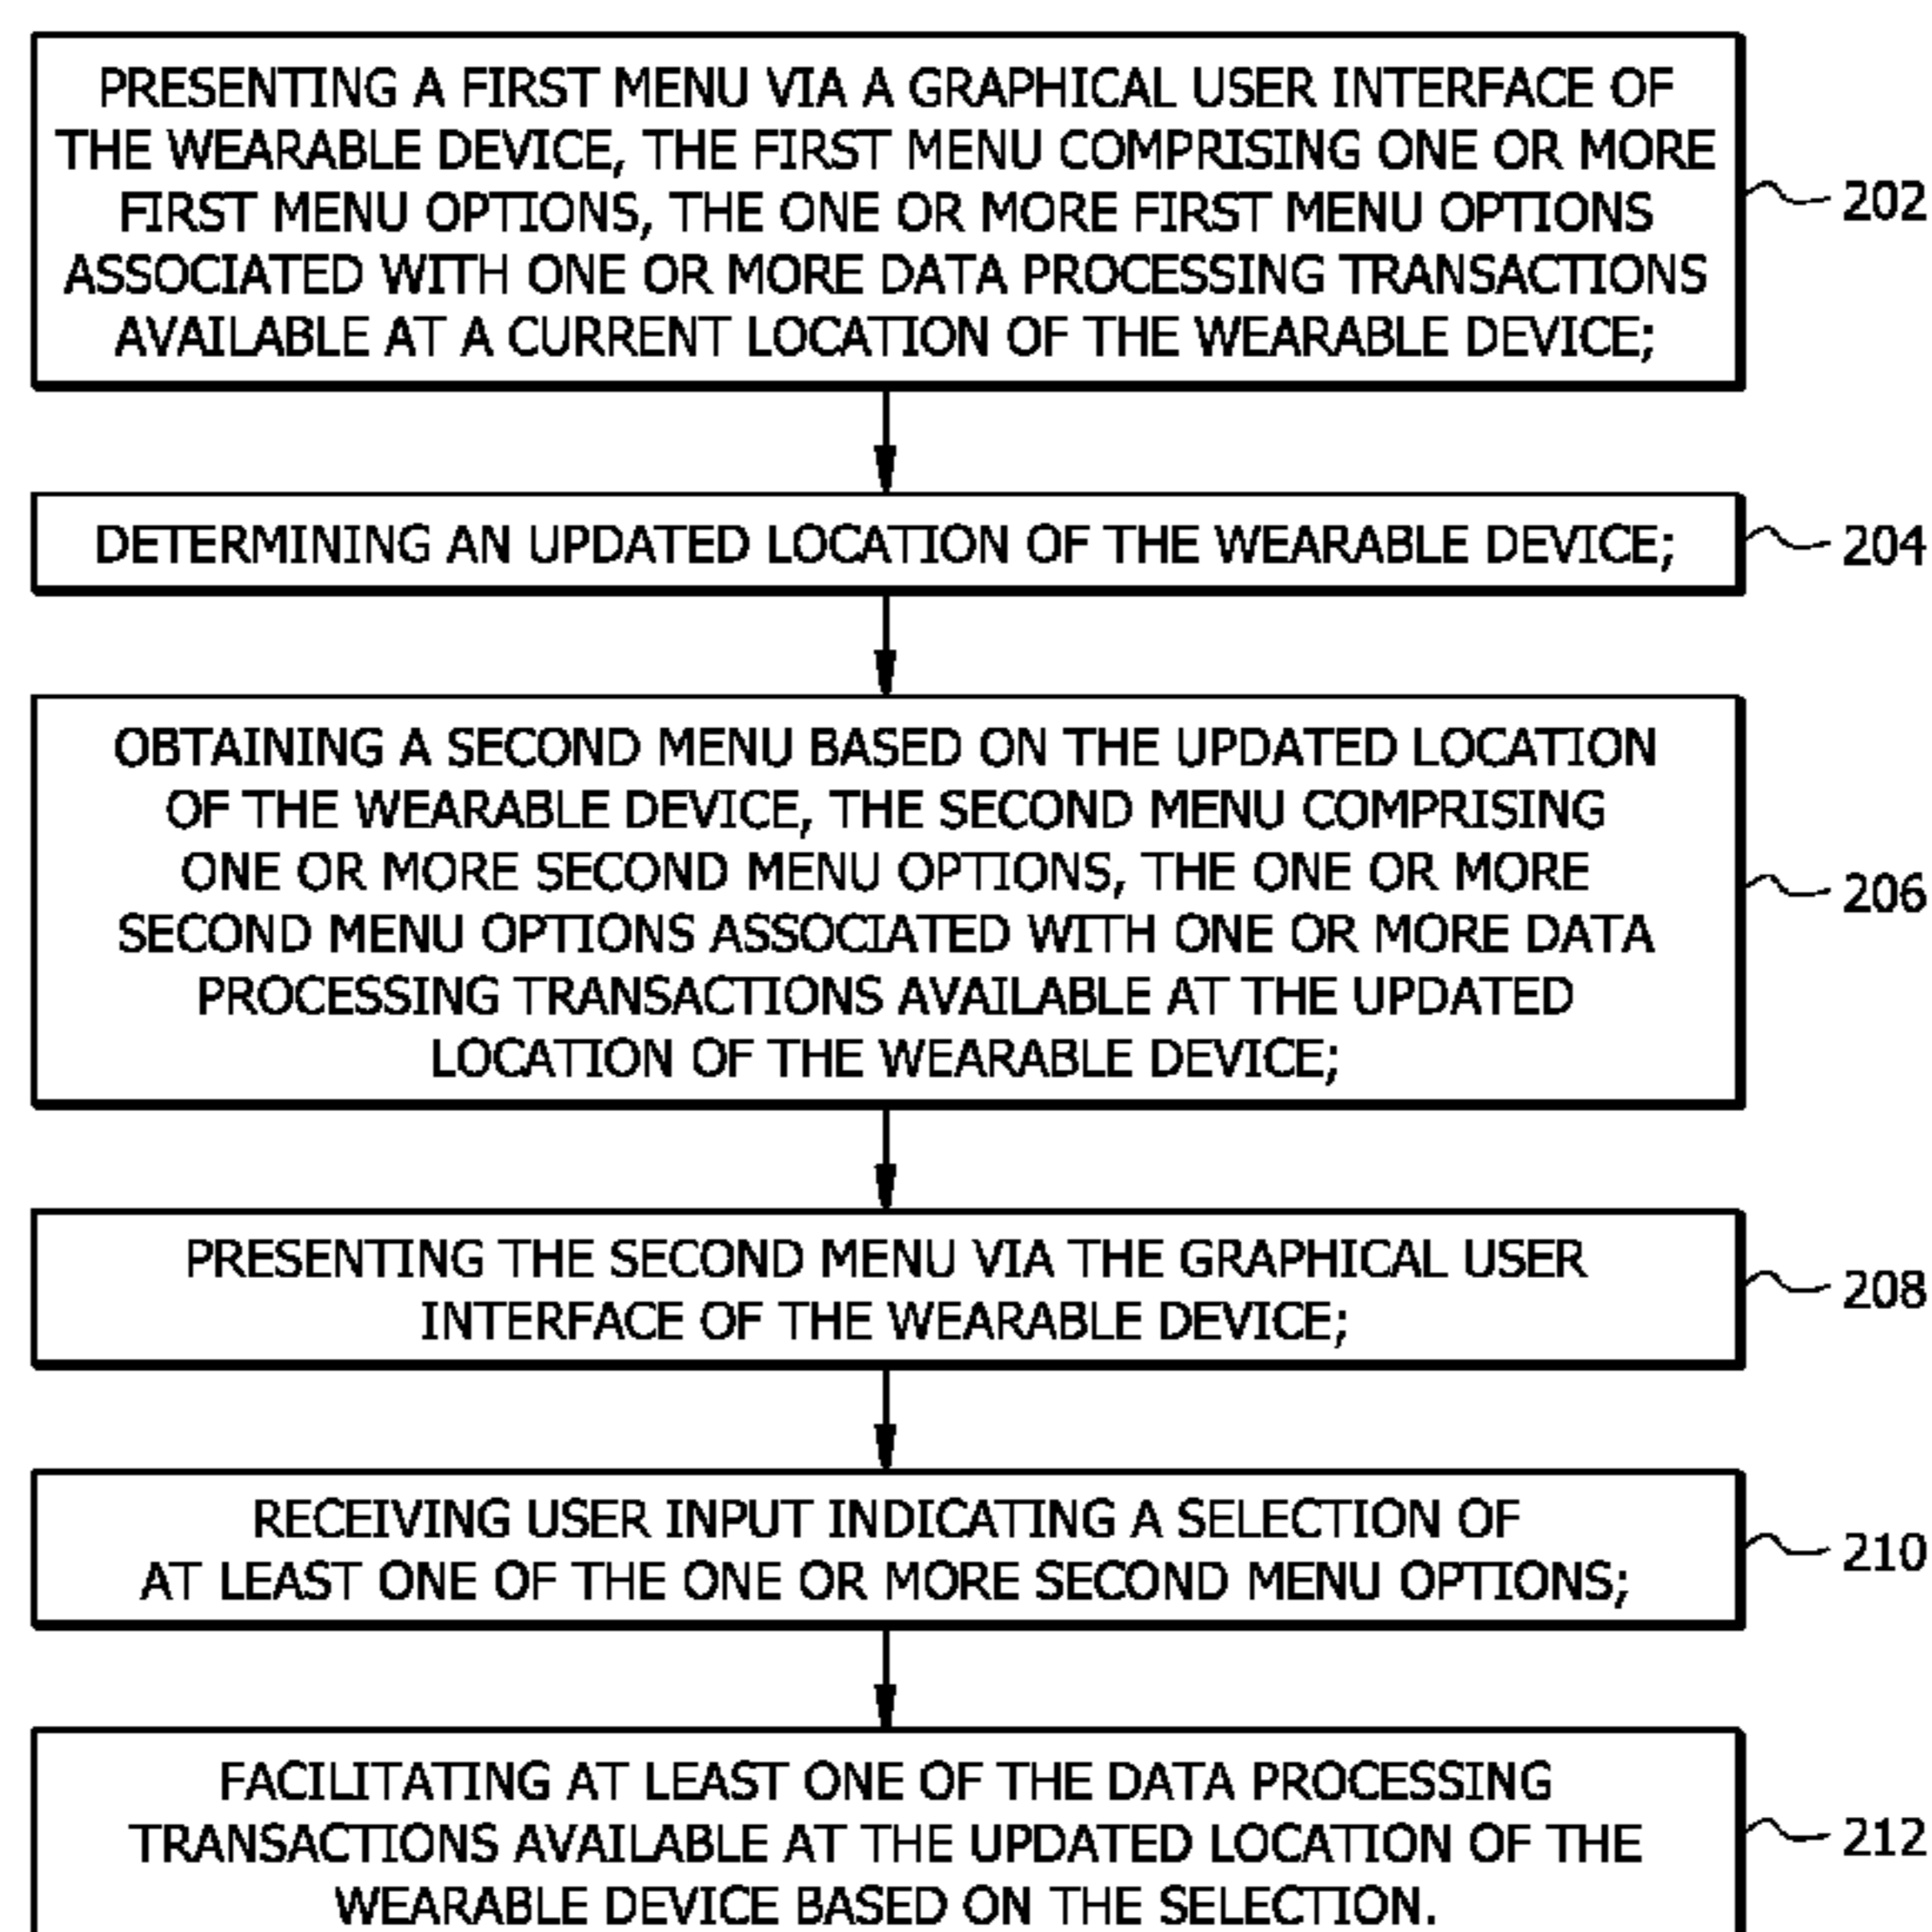 PRESENTING A FIRST MENU VIA A GRAPHICAL USER INTERFACE OF
THE WEARABLE DEVICE, THE FIRST MENU COMPRISING ONE OR MORE
FIRST MENU OPTIONS, THE ONE OR MORE FIRST MENU OPTIONS
ASSOCIATED WITH ONE OR MORE DATA PROCESSING TRANSACTIONS
AVAILABLE AT A CURRENT LOCATION OF THE WEARABLE DEVICE;
202
DETERMINING AN UPDATED LOCATION OF THE WEARABLE DEVICE;
204
OBTAINING A SECOND MENU BASED ON THE UPDATED LOCATION
OF THE WEARABLE DEVICE, THE SECOND MENU COMPRISING
ONE OR MORE SECOND MENU OPTIONS, THE ONE OR MORE
SECOND MENU OPTIONS ASSOCIATED WITH ONE OR MORE DATA
PROCESSING TRANSACTIONS AVAILABLE AT THE UPDATED
LOCATION OF THE WEARABLE DEVICE;
206
PRESENTING THE SECOND MENU VIA THE GRAPHICAL USER
INTERFACE OF THE WEARABLE DEVICE;
208
RECEIVING USER INPUT INDICATING A SELECTION OF
AT LEAST ONE OF THE ONE OR MORE SECOND MENU OPTIONS;
210
FACILITATING AT LEAST ONE OF THE DATA PROCESSING
TRANSACTIONS AVAILABLE AT THE UPDATED LOCATION OF THE
WEARABLE DEVICE BASED ON THE SELECTION.
212